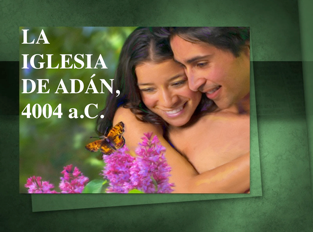 LA
IGLESIA
DE ADÁN,
4004 a.C.